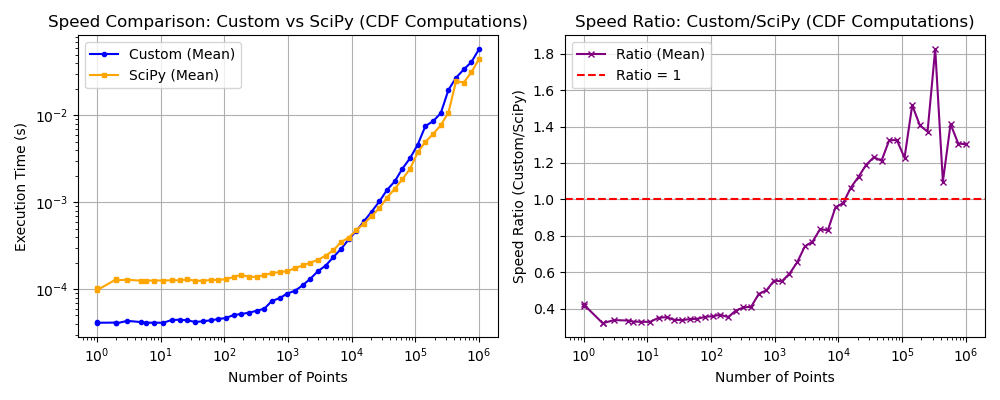 Speed Comparison: Custom vs SciPy (CDF Computations)
Custom (Mean)
SciPy (Mean)
Execution Time (s)
10⁻²
10⁻³
10⁻⁴
10⁰ 10¹ 10² 10³ 10⁴ 10⁵ 10⁶
Number of Points
Speed Ratio: Custom/SciPy (CDF Computations)
Ratio (Mean)
Ratio = 1
Speed Ratio (Custom/SciPy)
1.8
1.6
1.4
1.2
1.0
0.8
0.6
0.4
10⁰ 10¹ 10² 10³ 10⁴ 10⁵ 10⁶
Number of Points